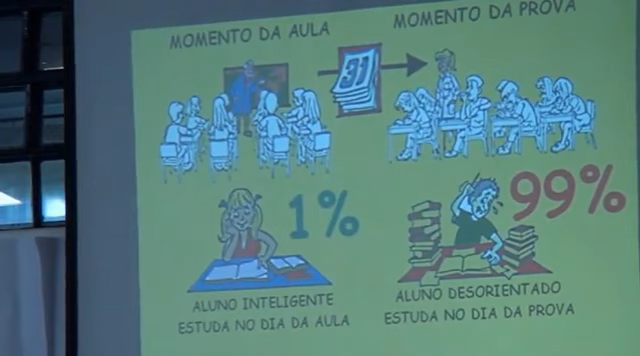 MOMENTO DA AULA
MOMENTO DA PROVA
31
1%
99%
ALUNO INTELIGENTE
ESTUDA NO DIA DA AULA
ALUNO DESORIENTADO
ESTUDA NO DIA DA PROVA